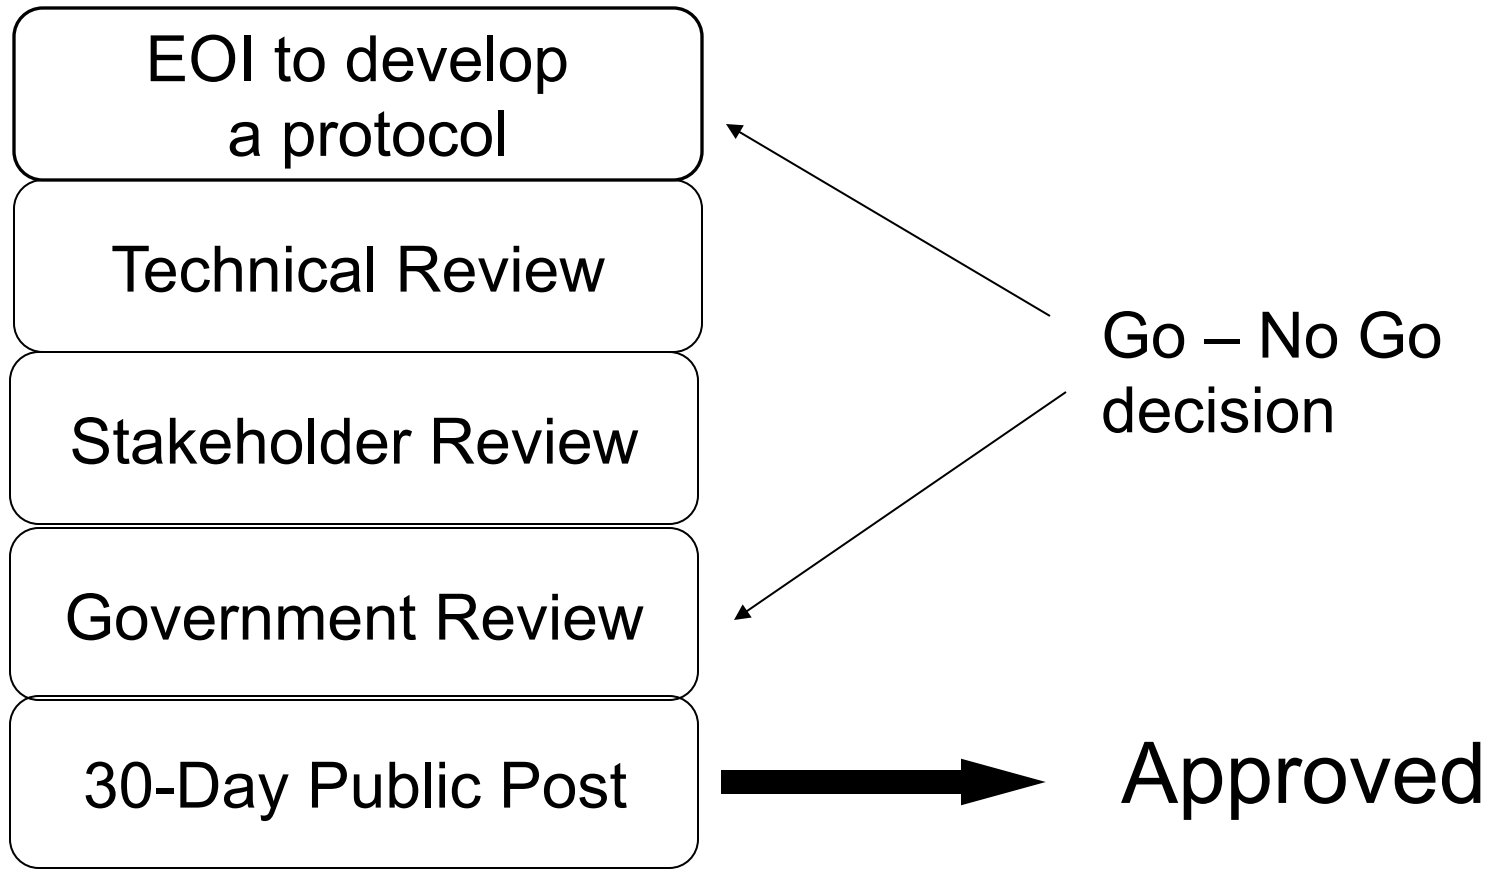 EOI to develop
a protocol
Technical Review
Stakeholder Review
Government Review
30-Day Public Post
Go – No Go
decision
Approved